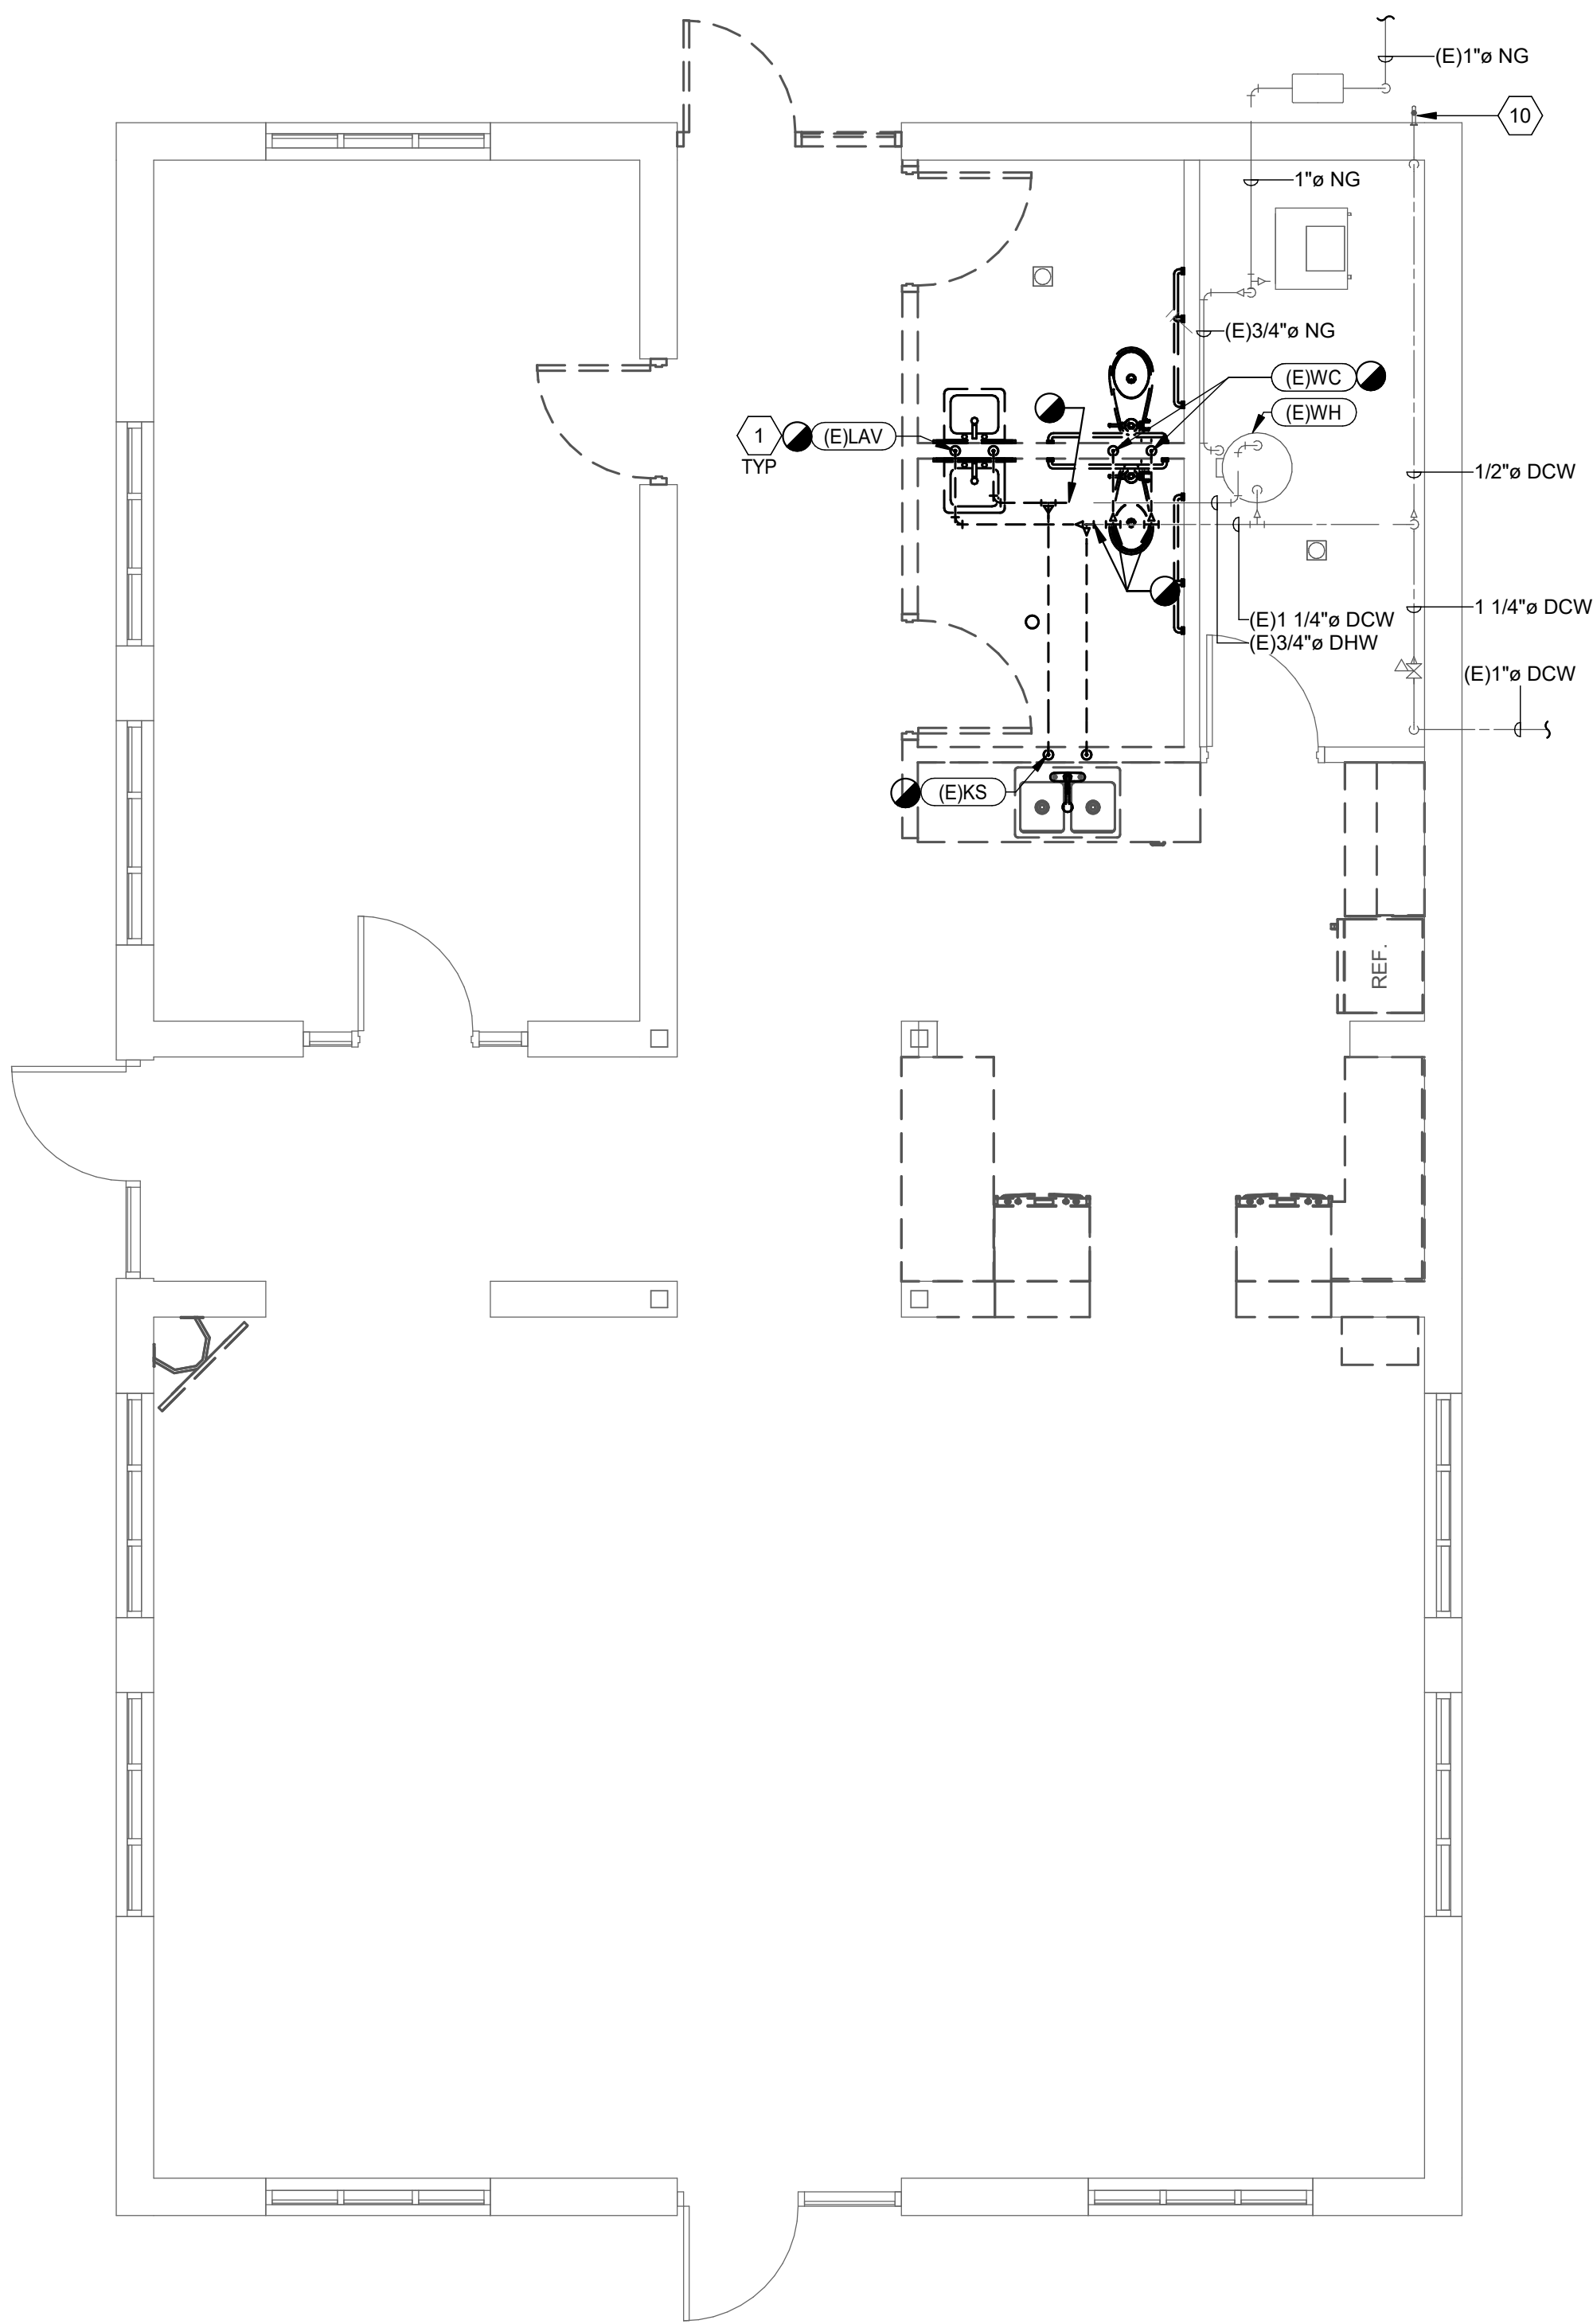 (E)1"ø NG
10
1"ø NG
(E)3/4"ø NG
(E)WC
(E)WH
1
TYP
(E)LAV
1/2"ø DCW
1 1/4"ø DCW
(E)1 1/4"ø DCW
(E)3/4"ø DHW
(E)1"ø DCW
(E)KS
REF.